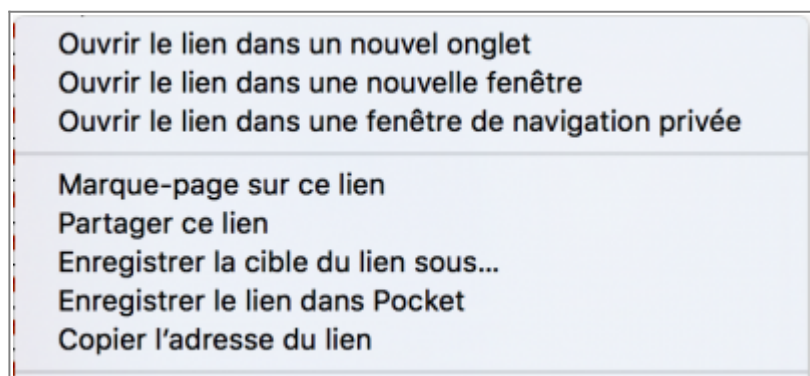 Ouvrir le lien dans un nouvel onglet
Ouvrir le lien dans une nouvelle fenêtre
Ouvrir le lien dans une fenêtre de navigation privée
Marque-page sur ce lien
Partager ce lien
Enregistrer la cible du lien sous...
Enregistrer le lien dans Pocket
Copier l’adresse du lien